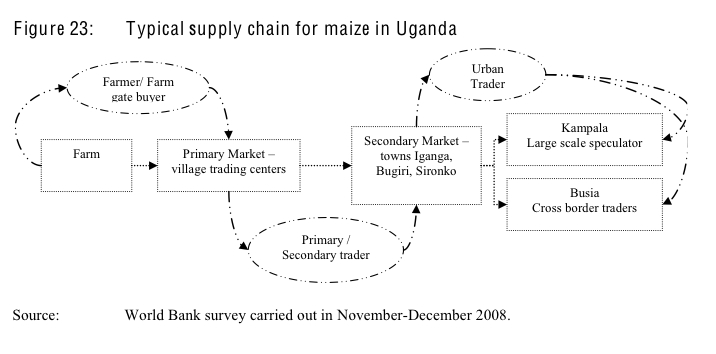 Figure 23: Typical supply chain for maize in Uganda
Farmer/ Farm
gate buyer
Urban
Trader
Farm
Primary Market –
village trading centers
Secondary Market –
towns Iganga,
Bugiri, Sironko
Kampala
Large scale speculator
Busia
Cross border traders
Primary /
Secondary trader
Source: World Bank survey carried out in November-December 2008.